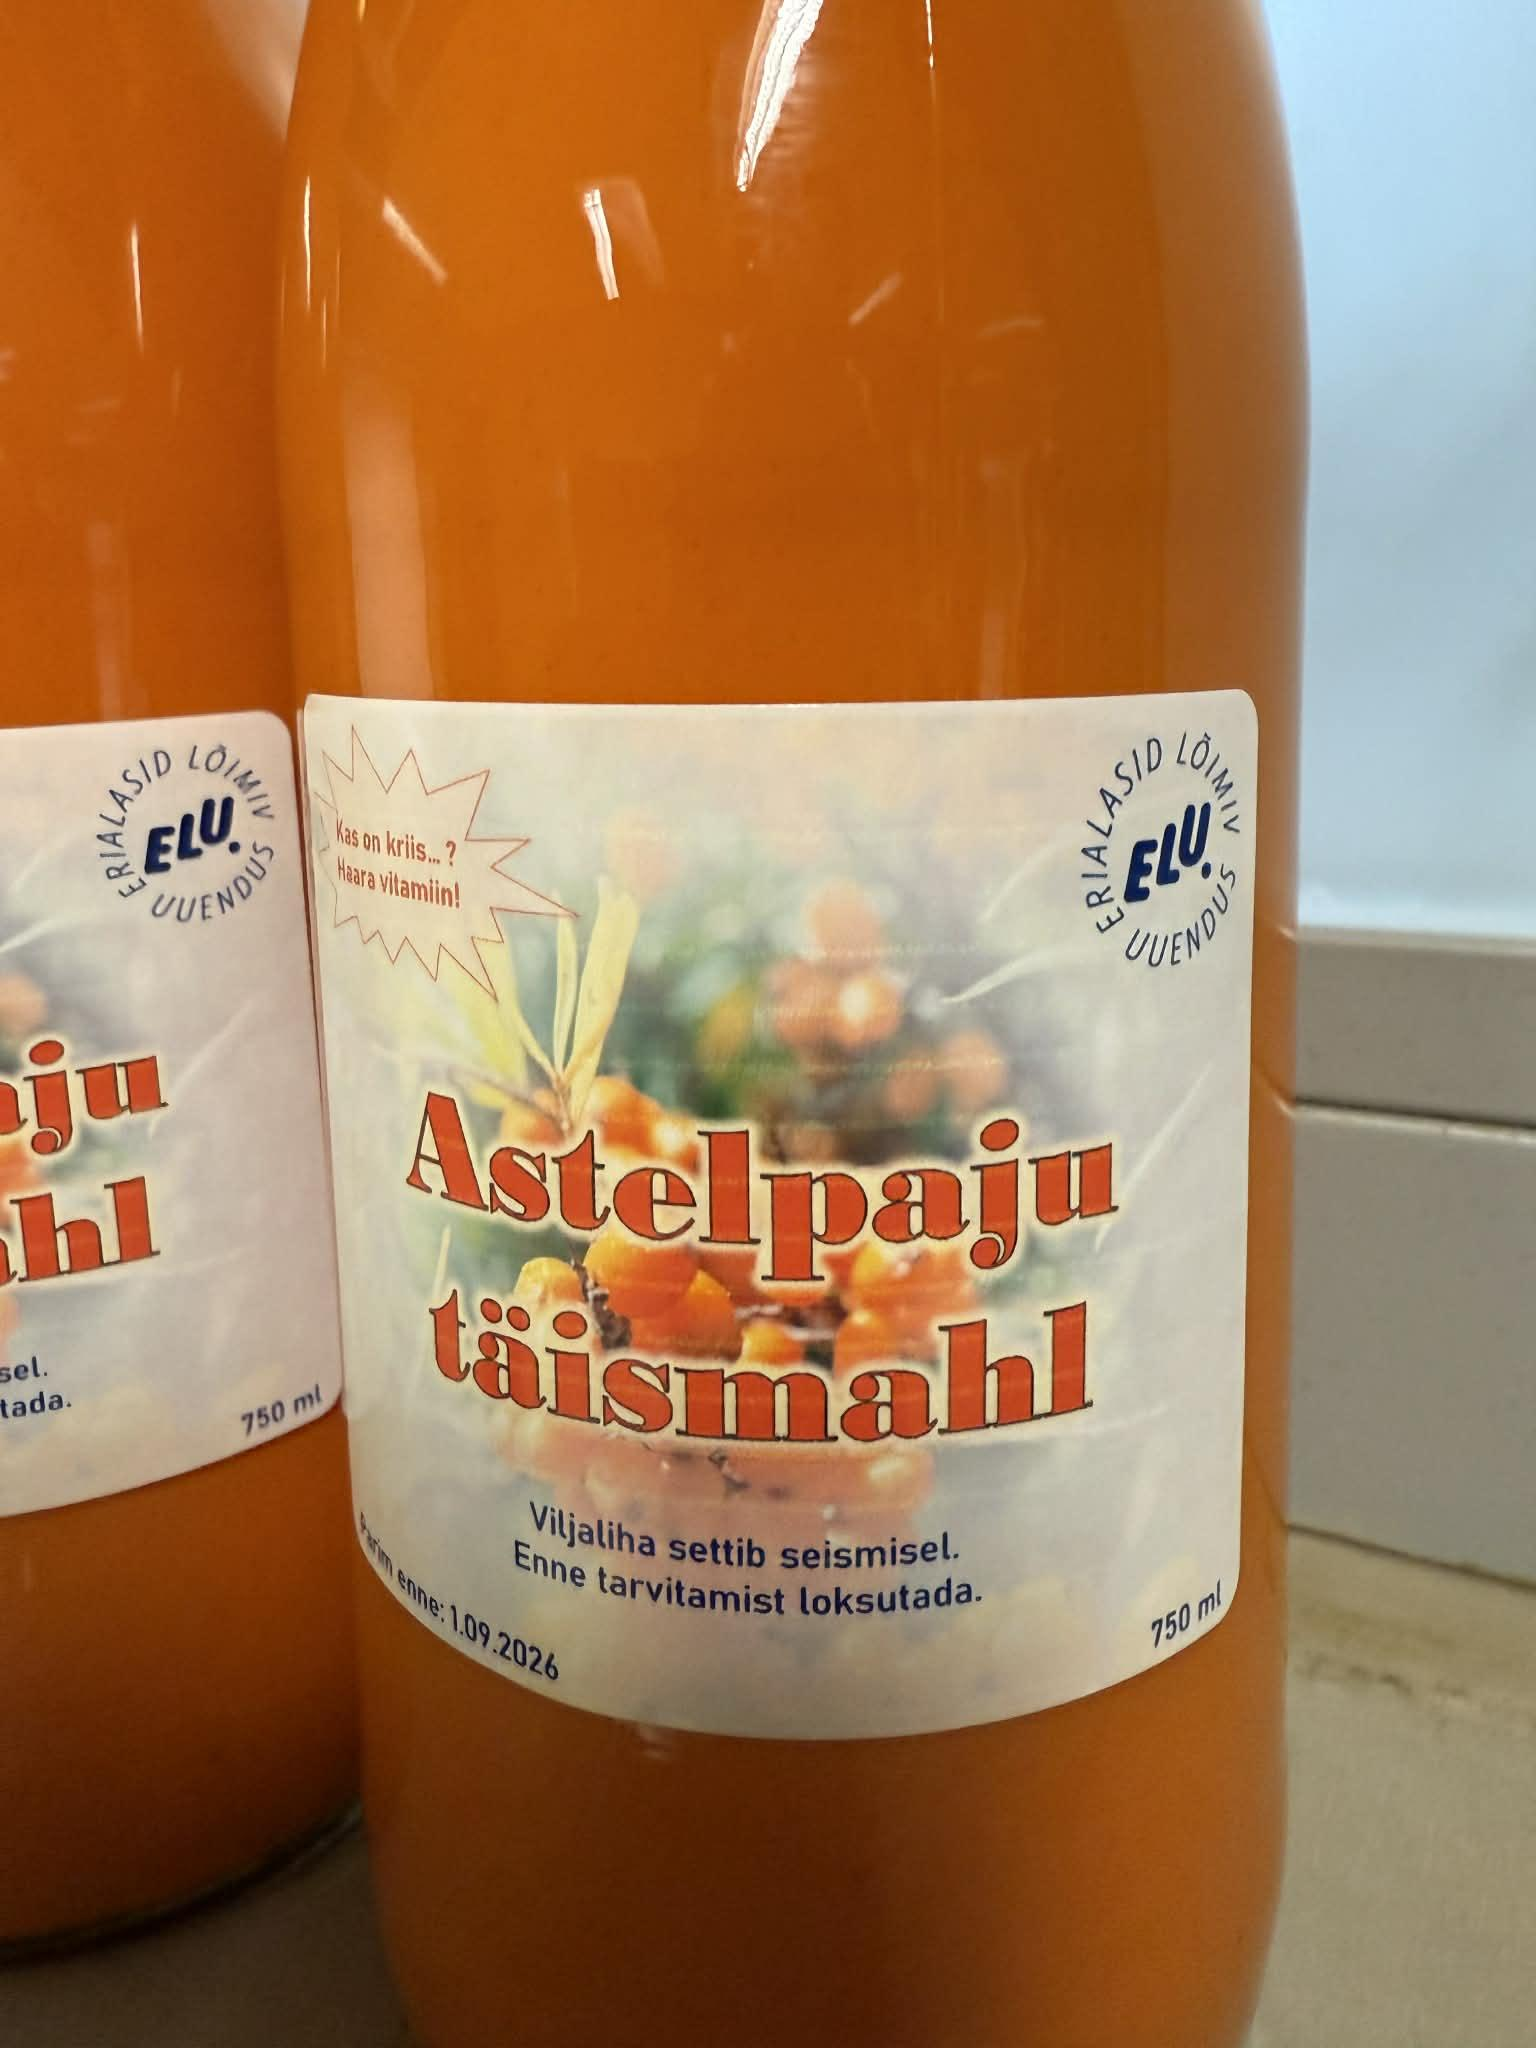 Kas on kriis... ?
Haara vitamiin!
ERIALASID LÕIMIV
ELU.
UUENDUS
Astelpaju
täismahl
Viljaliha settib seismisel.
Enne tarvitamist loksutada.
Parim enne: 1.09.2026
750 ml
ERIALASID LÕIMIV
ELU.
UUENDUS
aju
ahl
sel.
tada.
750 ml